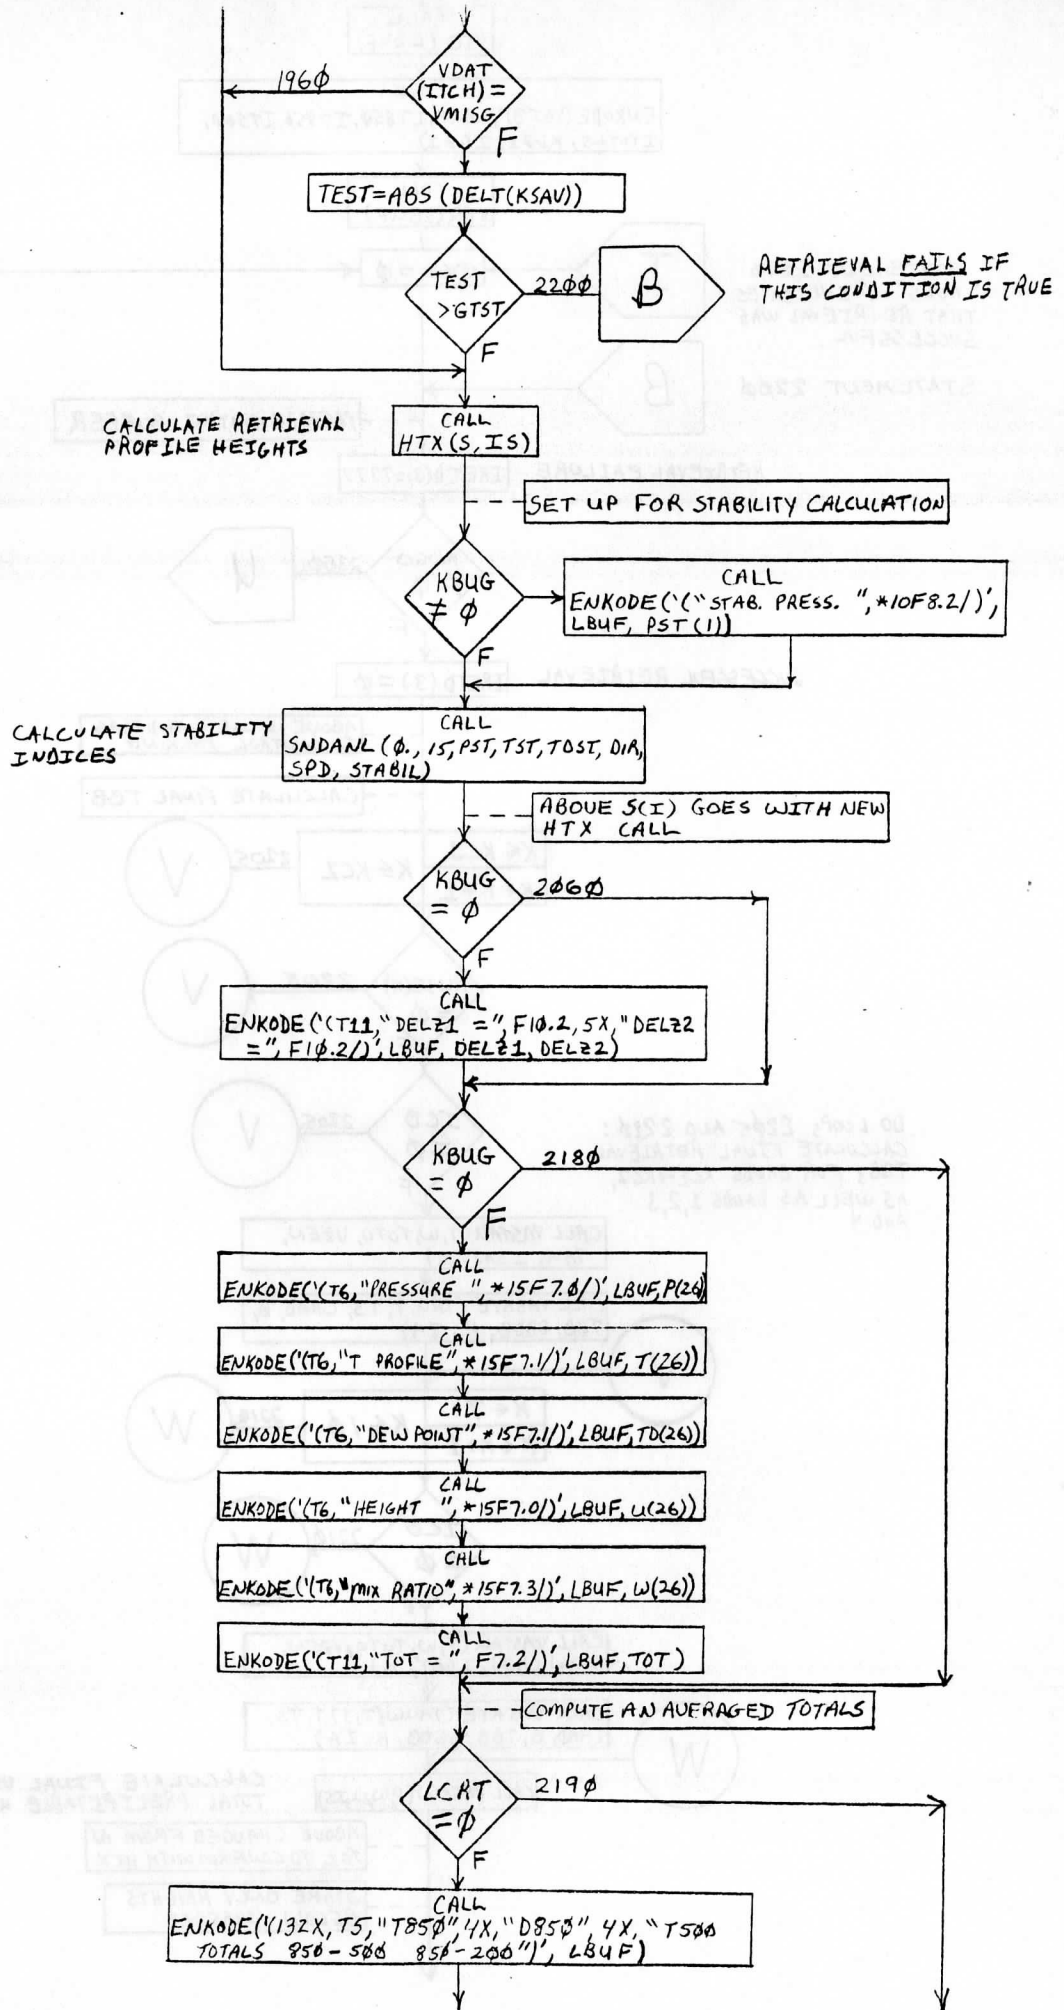 VDAT
(ITCH) =
VMISG
196Ø
F
TEST=ABS (DELT(KSAV))
TEST
>GTST
22ØØ
B
RETRIEVAL FAILS IF
THIS CONDITION IS TRUE
F
CALCULATE RETRIEVAL
PROFILE HEIGHTS
CALL
HTX(S,IS)
SET UP FOR STABILITY CALCULATION
KBUG
≠ Ø
CALL
ENKODE('("STAB. PRESS. ",*10F8.2/)',
LBUF, PST(1))
F
CALCULATE STABILITY
INDICES
CALL
SNDANL(Ø.,15,PST,TST,TDST,DIR,
SPD, STABIL)
ABOVE S(I) GOES WITH NEW
HTX CALL
KBUG
= Ø
2Ø6Ø
F
CALL
ENKODE('(T11,"DELZ1 =",F1Ø.2,5X,"DELZ2
=",F1Ø.2/)',LBUF,DELZ1,DELZ2)
KBUG
= Ø
218Ø
F
CALL
ENKODE('(T6,"PRESSURE ",*15F7.Ø/)',LBUF,P(26)
CALL
ENKODE('(T6,"T PROFILE",*15F7.1/)',LBUF,T(26))
CALL
ENKODE('(T6,"DEW POINT",*15F7.1/)',LBUF,TD(26))
CALL
ENKODE('(T6,"HEIGHT ",*15F7.0/)',LBUF,U(26))
CALL
ENKODE('(T6,"MIX RATIO",*15F7.3/)',LBUF,W(26))
CALL
ENKODE('(T11,"TOT =",F7.2/)',LBUF,TOT)
COMPUTE AN AVERAGED TOTALS
LCRT
=Ø
219Ø
F
CALL
ENKODE('(132X,T5,"T85Ø",4X,"D85Ø",4X,"T5ØØ
TOTALS 85Ø-5ØØ 85Ø-2ØØ")',LBUF)